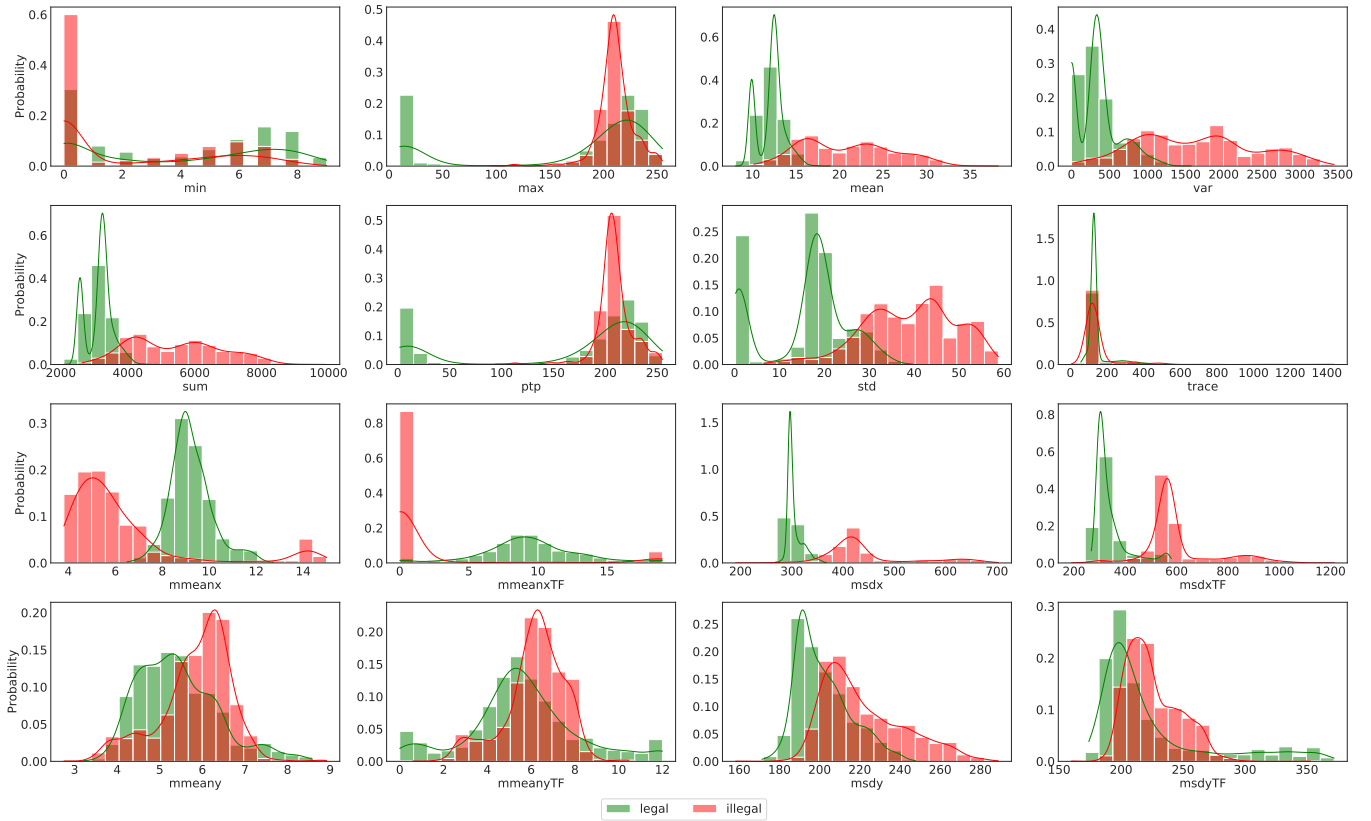 0.6
0.4
0.2
0.0
Probability
0 2 4 6 8
min
0.5
0.4
0.3
0.2
0.1
0.0
0 50 100 150 200 250
max
0.6
0.4
0.2
0.0
10 15 20 25 30 35
mean
0.6
0.4
0.2
0.0
0 500 1000 1500 2000 2500 3000 3500
var
0.6
0.4
0.2
0.0
Probability
2000 4000 6000 8000 10000
sum
0.5
0.4
0.3
0.2
0.1
0.0
0 50 100 150 200 250
ptp
0.25
0.20
0.15
0.10
0.05
0.00
0 10 20 30 40 50 60
std
1.5
1.0
0.5
0.0
0 200 400 600 800 1000 1200 1400
trace
0.3
0.2
0.1
0.0
Probability
4 6 8 10 12 14
mmeanx
0.8
0.6
0.4
0.2
0.0
0 5 10 15
mmeanxTF
1.5
1.0
0.5
0.0
200 300 400 500 600 700
msdx
0.8
0.6
0.4
0.2
0.0
200 400 600 800 1000 1200
msdxTF
0.20
0.15
0.10
0.05
0.00
Probability
3 4 5 6 7 8 9
mmeany
0.20
0.15
0.10
0.05
0.00
0 2 4 6 8 10 12
mmeanyTF
0.25
0.20
0.15
0.10
0.05
0.00
160 180 200 220 240 260 280
msdy
0.3
0.2
0.1
0.0
150 200 250 300 350
msdyTF
legal illegal